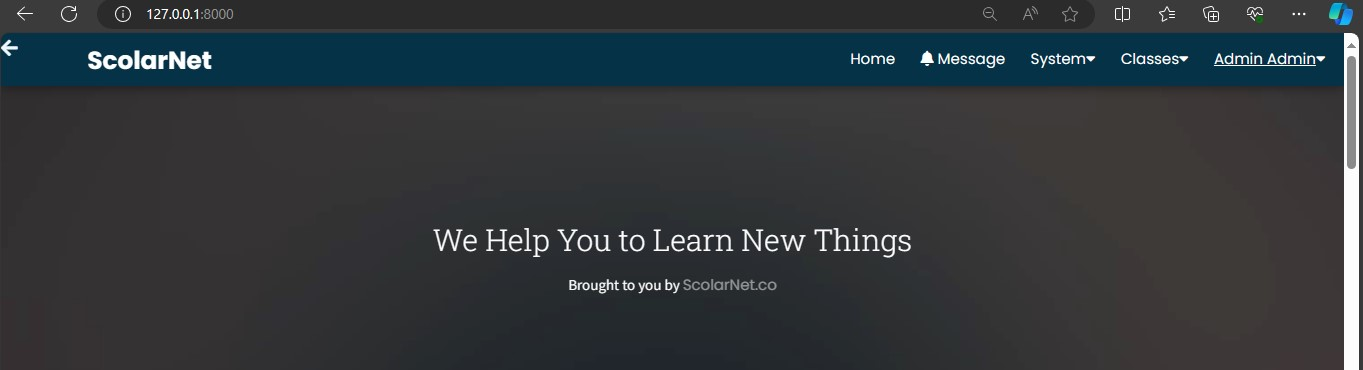 127.0.0.1:8000
ScolarNet Home Message System Classes Admin Admin
We Help You to Learn New Things
Brought to you by ScolarNet.co